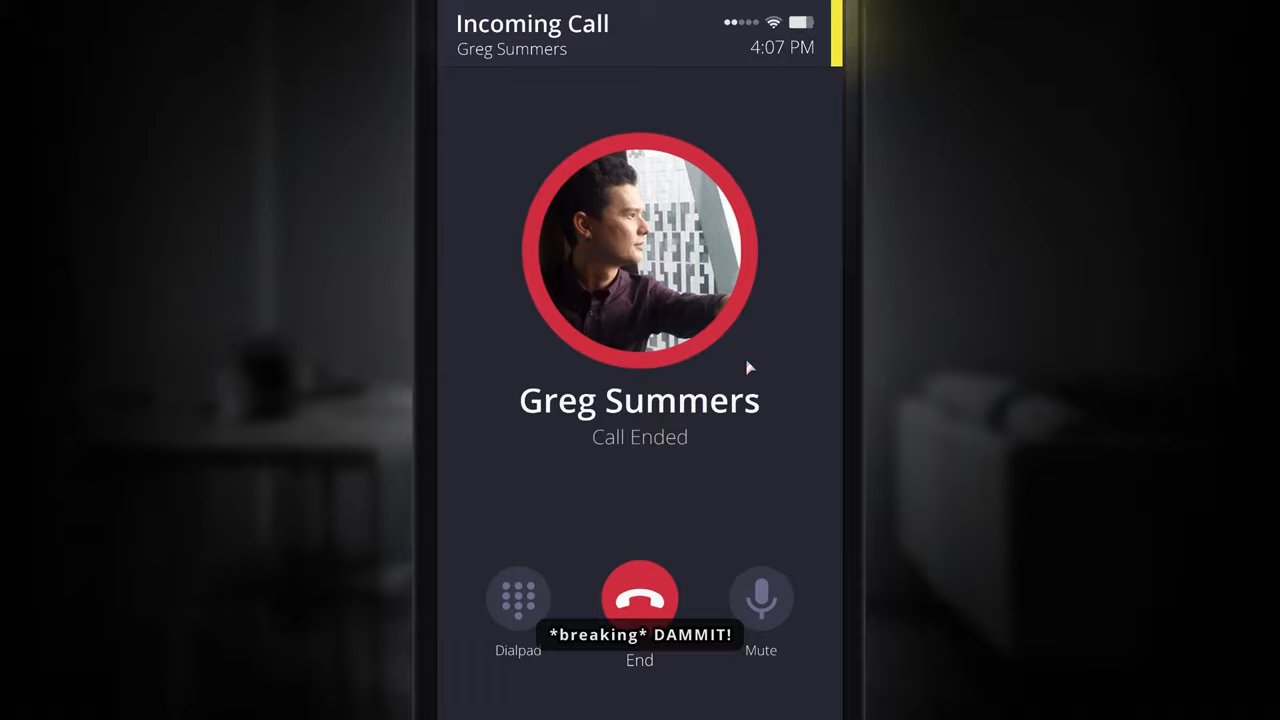 Incoming Call
Greg Summers
4:07 PM
Greg Summers
Call Ended
*breaking* DAMMIT!
Dialpad
End
Mute